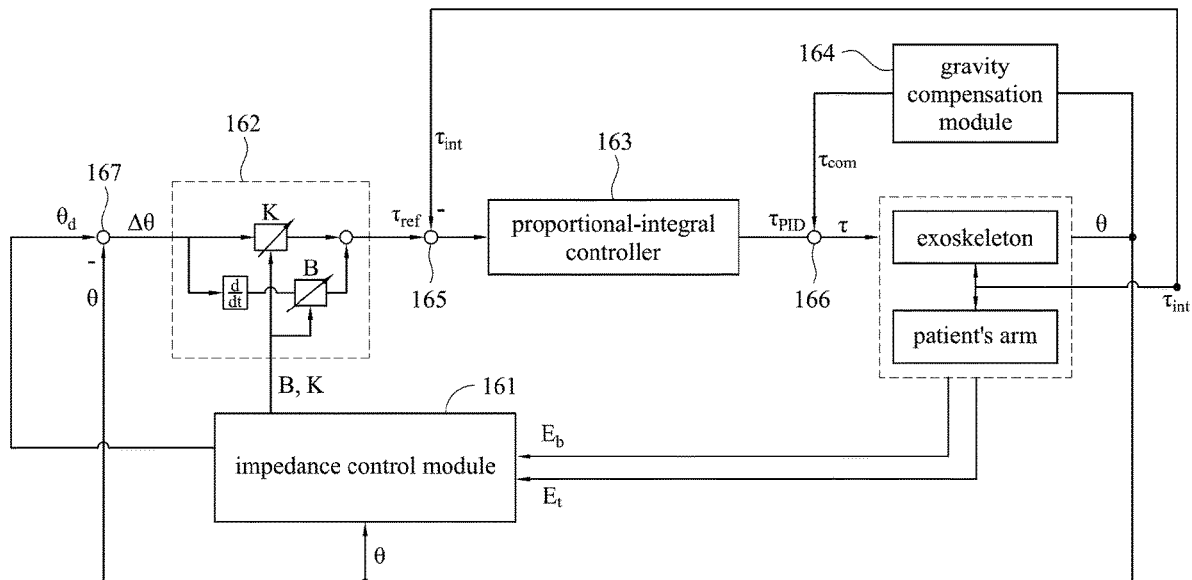 164
gravity
compensation
module
162
τint
163
τcom
167
θd
Δθ
K
τref
-
proportional-integral
controller
τPID
τ
exoskeleton
θ
-
θ
d
dt
B
165
166
τint
patient's arm
B, K
161
Eb
impedance control module
Et
θ